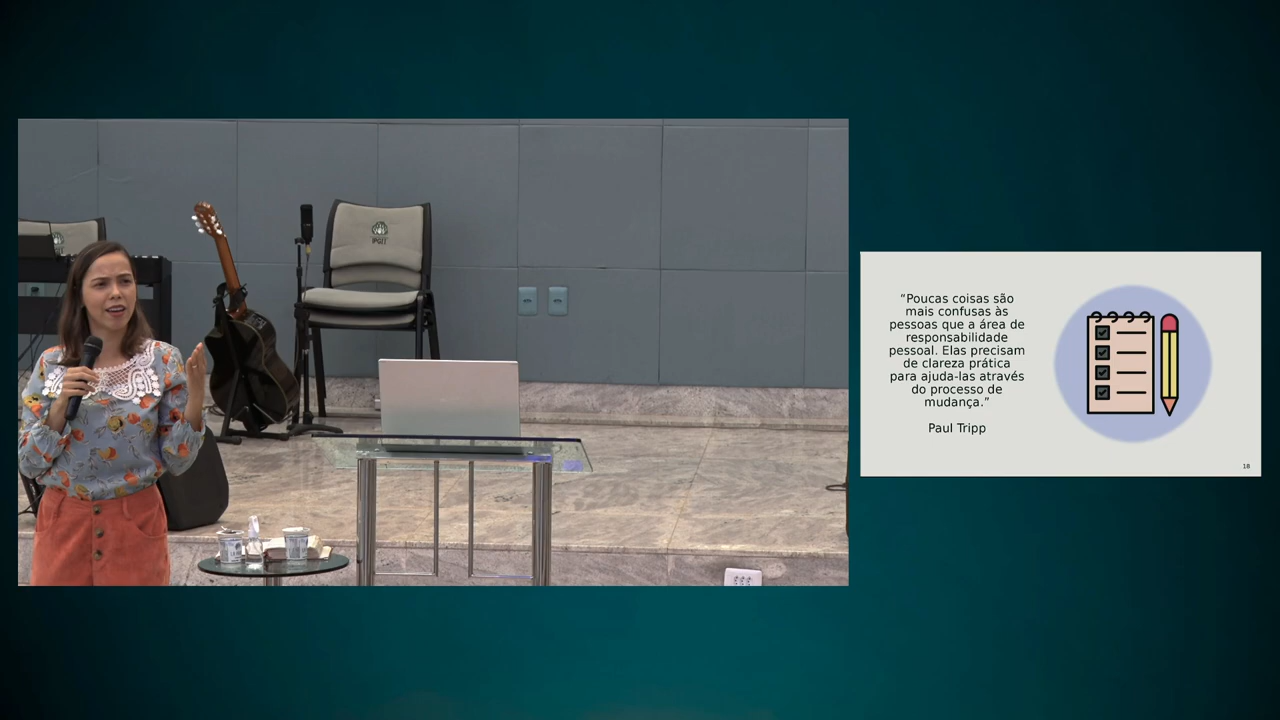 IPGII
“Poucas coisas são
mais confusas às
pessoas que a área de
responsabilidade
pessoal. Elas precisam
de clareza prática
para ajuda-las através
do processo de
mudança.”
Paul Tripp
18